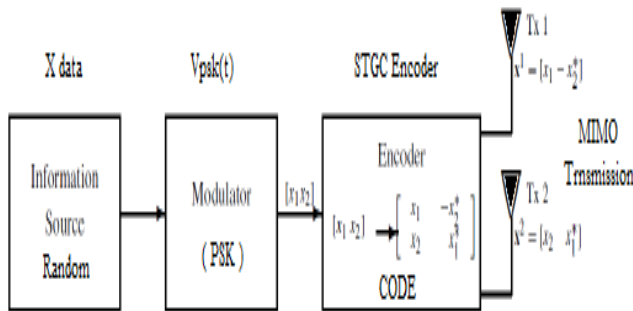 X data
Vpsk(t)
STGC Encoder
Tx 1
x¹ = [x₁ −x₂*]
MIMO
Trnsmission
Information
Source
Random
Modulator
( PSK )
[x₁ x₂]
Encoder
[x₁ x₂]
x₁ −x₂*
x₂ x₁*
CODE
Tx 2
x² = [x₂ x₁*]